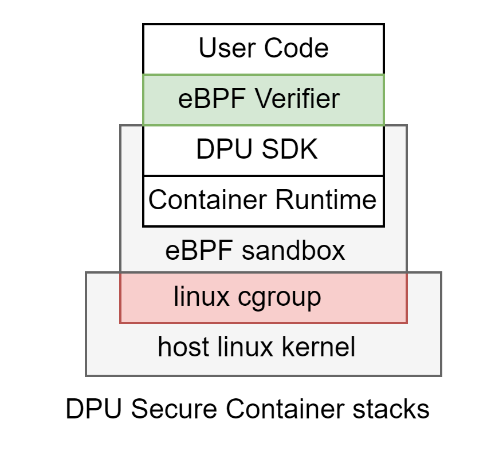 User Code
eBPF Verifier
DPU SDK
Container Runtime
eBPF sandbox
linux cgroup
host linux kernel
DPU Secure Container stacks